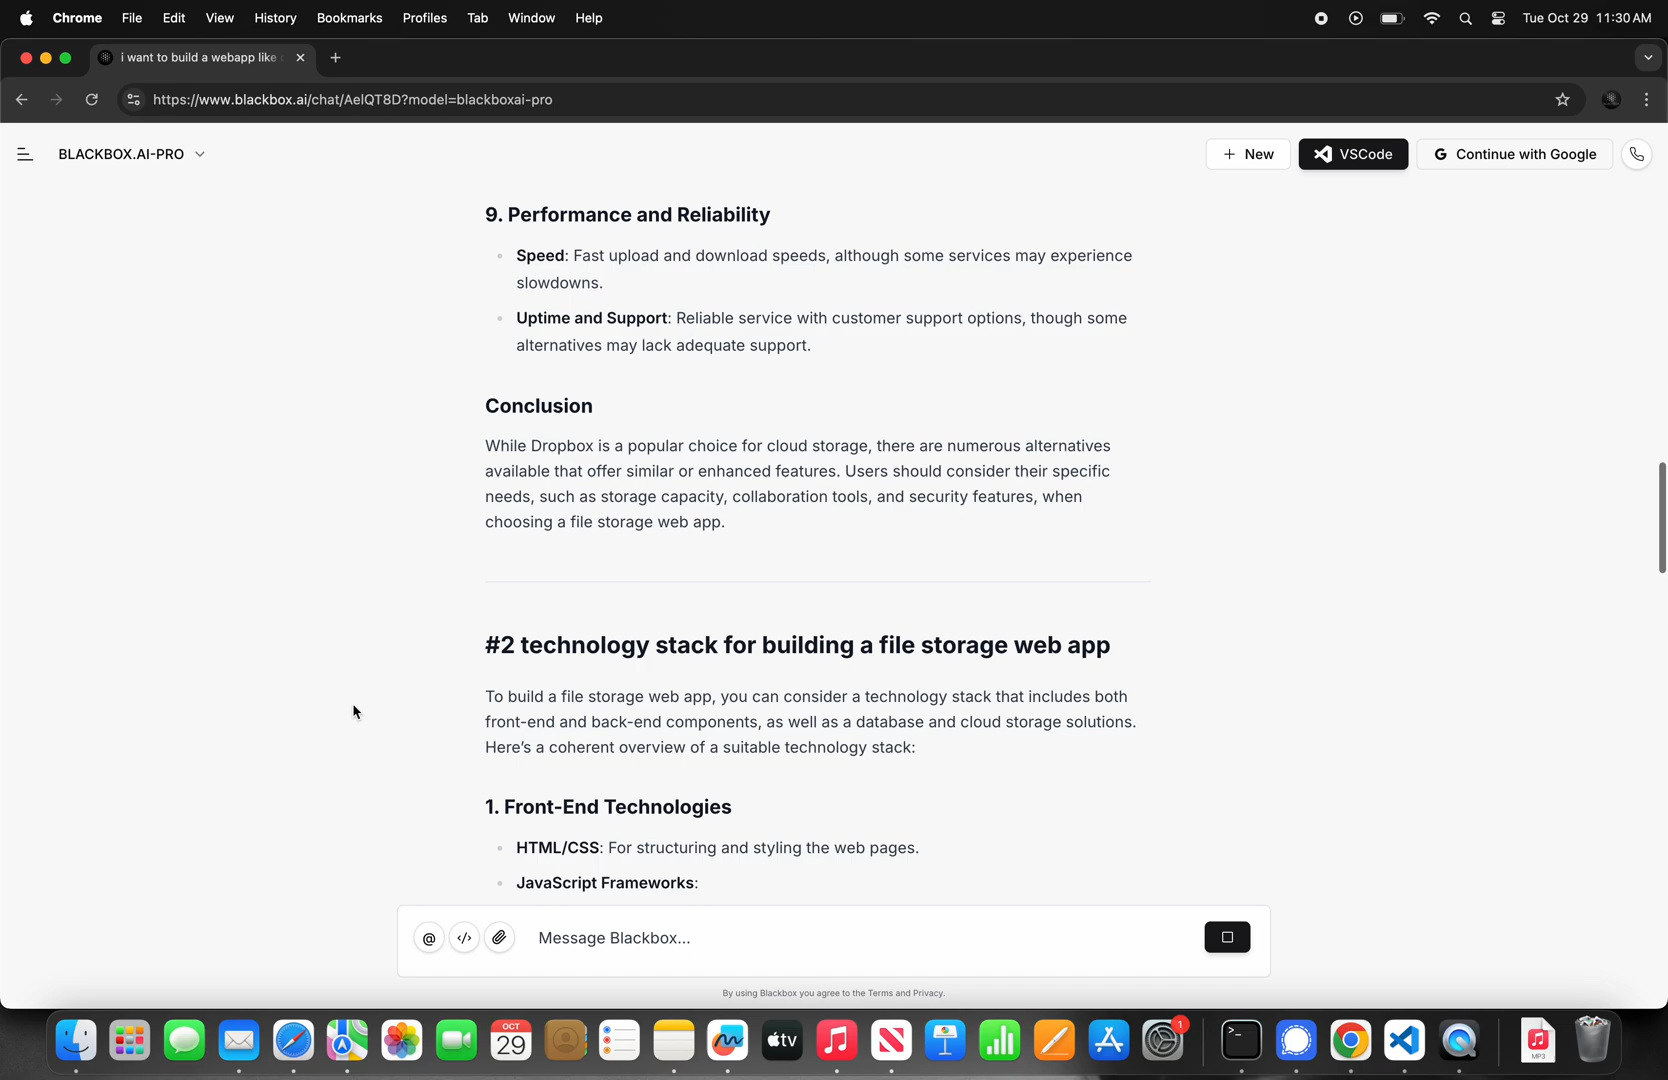 Chrome File Edit View History Bookmarks Profiles Tab Window Help Tue Oct 29 11:30 AM
i want to build a webapp like
https://www.blackbox.ai/chat/AelQT8D?model=blackboxai-pro
BLACKBOX.AI-PRO New VSCode Continue with Google
9. Performance and Reliability
Speed: Fast upload and download speeds, although some services may experience
slowdowns.
Uptime and Support: Reliable service with customer support options, though some
alternatives may lack adequate support.
Conclusion
While Dropbox is a popular choice for cloud storage, there are numerous alternatives
available that offer similar or enhanced features. Users should consider their specific
needs, such as storage capacity, collaboration tools, and security features, when
choosing a file storage web app.
#2 technology stack for building a file storage web app
To build a file storage web app, you can consider a technology stack that includes both
front-end and back-end components, as well as a database and cloud storage solutions.
Here's a coherent overview of a suitable technology stack:
1. Front-End Technologies
HTML/CSS: For structuring and styling the web pages.
JavaScript Frameworks:
@ </> Message Blackbox...
By using Blackbox you agree to the Terms and Privacy.
OCT
29
tv
1
MP3